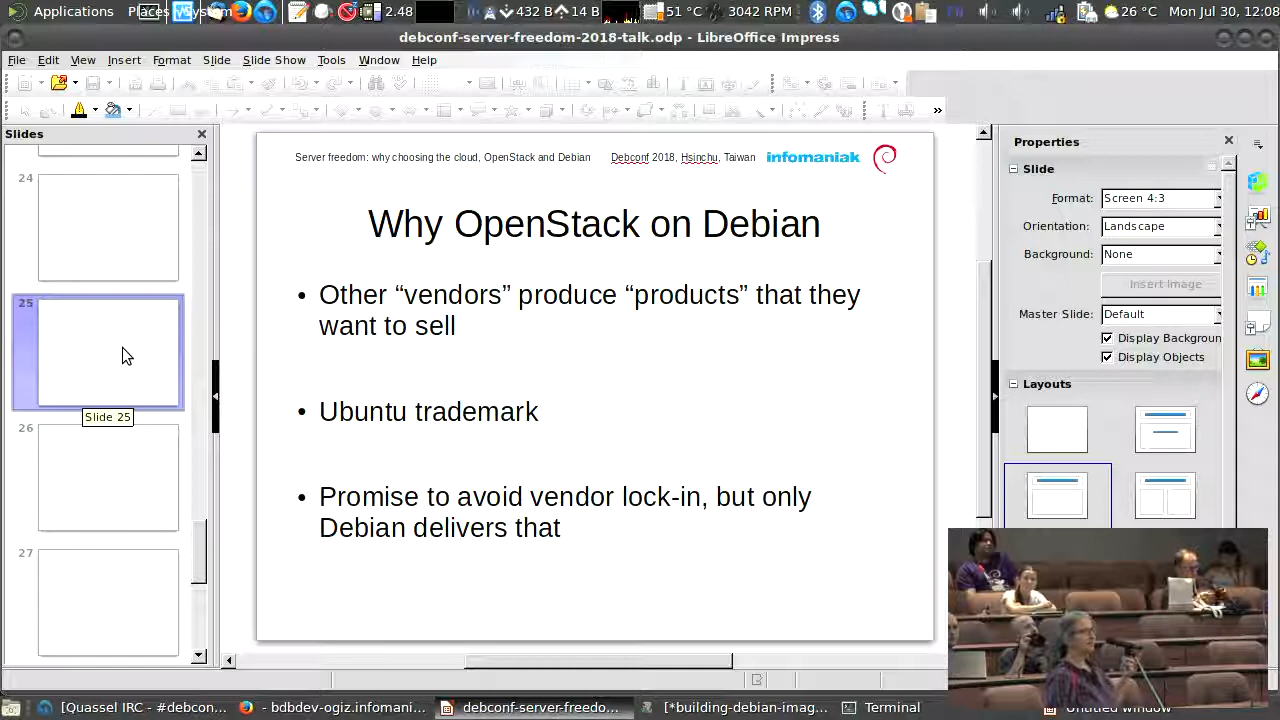 Applications Places System 2.48 432 B 14 B 51 °C 3042 RPM 26 °C Mon Jul 30, 12:08
debconf-server-freedom-2018-talk.odp - LibreOffice Impress
File Edit View Insert Format Slide Slide Show Tools Window Help
»
Slides
24
25
Slide 25
26
27
Server freedom: why choosing the cloud, OpenStack and Debian Debconf 2018, Hsinchu, Taiwan infomaniak
Why OpenStack on Debian
• Other “vendors” produce “products” that they
want to sell
• Ubuntu trademark
• Promise to avoid vendor lock-in, but only
Debian delivers that
Properties
Slide
Format: Screen 4:3
Orientation: Landscape
Background: None
Insert Image
Master Slide: Default
Display Backgroun
Display Objects
Layouts
[Quassel IRC - #debcon... - bdbdev-ogiz.infomani... debconf-server-freedo... [*building-debian-imag... Terminal Untitled window